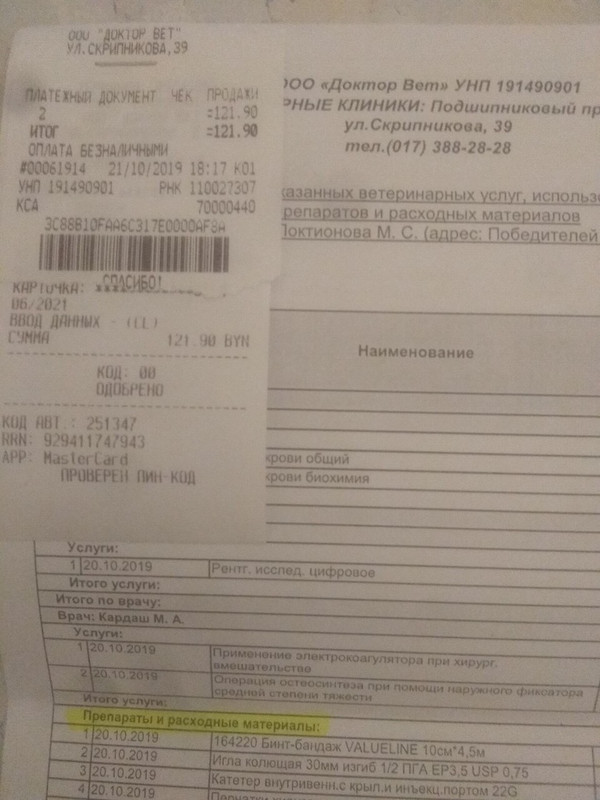 ООО "ДОКТОР ВЕТ"
УЛ.СКРИПНИКОВА,39
ПЛАТЕЖНЫЙ ДОКУМЕНТ ЧЕК ПРОДАЖИ
2 =121.90
ИТОГ =121.90
ОПЛАТА БЕЗНАЛИЧНЫМИ
#00061914 21/10/2019 18:17 К01
УНП 191490901 РНК 110027307
КСА 70000440
3C88B10FAA6C317E0000AF8A
СПАСИБО!
КАРТОЧКА:
06/2021
ВВОД ДАННЫХ - (CL)
СУММА 121.90 BYN
КОД: 00
ОДОБРЕНО
КОД АВТ.: 251347
RRN: 929411747943
APP: MasterCard
ПРОВЕРЕН ПИН-КОД
ООО «Доктор Вет» УНП 191490901
РНЫЕ КЛИНИКИ: Подшипниковый пр
ул.Скрипникова, 39
тел.(017) 388-28-28
казанных ветеринарных услуг, использо
репаратов и расходных материалов
Локтионова М. С. (адрес: Победителей
Наименование
крови общий
крови биохимия
Услуги:
1 20.10.2019 Рентг. исслед. цифровое
Итого услуги:
Итого по врачу:
Врач: Кардаш М. А.
Услуги:
1 20.10.2019 Применение электрокоагулятора при хирург.
вмешательстве
2 20.10.2019 Операция остеосинтеза при помощи наружного фиксатора
средней степени тяжести
Итого услуги:
Препараты и расходные материалы:
1 20.10.2019 164220 Бинт-бандаж VALUELINE 10см*4,5м
2 20.10.2019 Игла колющая 30мм изгиб 1/2 ПГА EP3,5 USP 0,75
3 20.10.2019 Катетер внутривенн.с крыл.и инъекц.портом 22G
4 20.10.2019 Перчатки